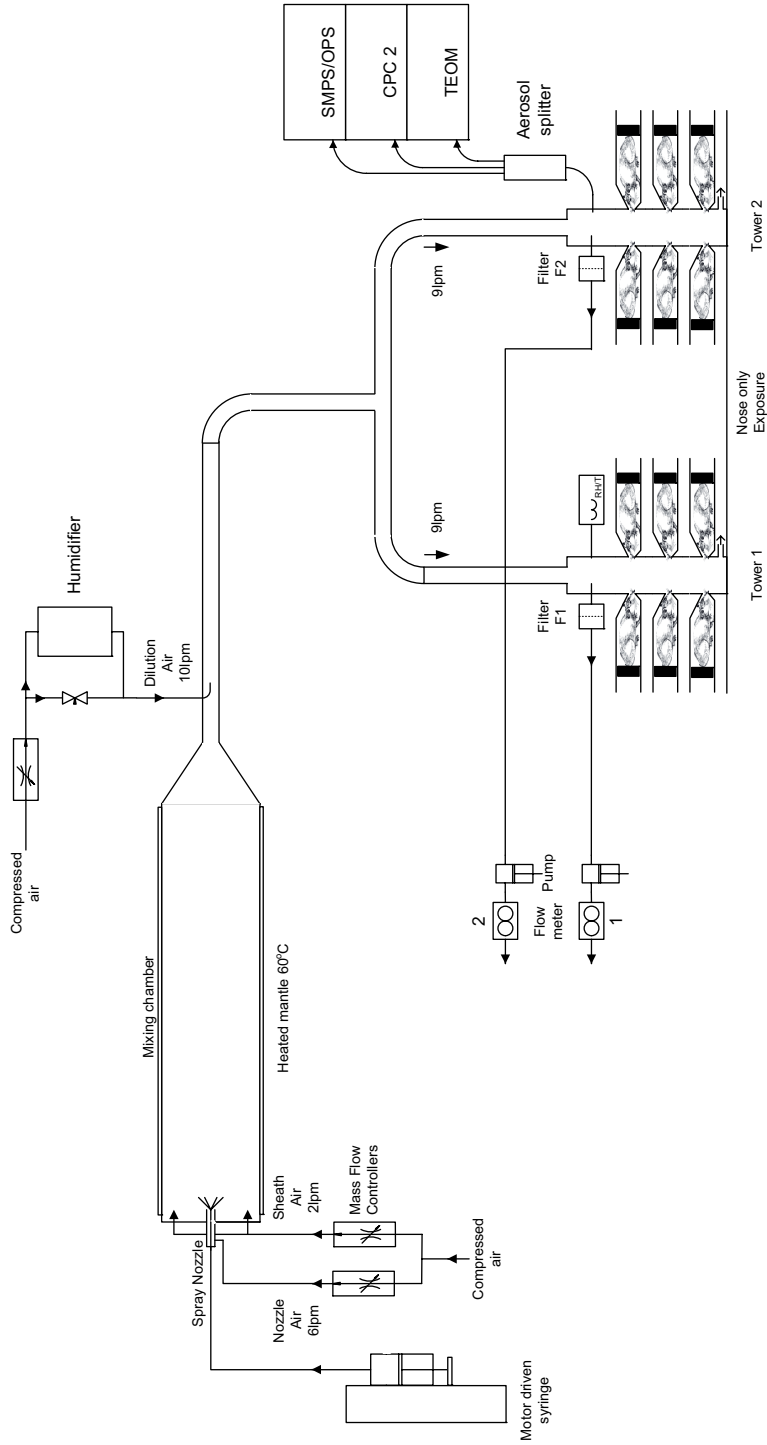 Motor driven
syringe
Nozzle
Air
6lpm
Spray Nozzle
Sheath
Air
2lpm
Mass Flow
Controllers
Compressed
air
Mixing chamber
Heated mantle 60°C
Compressed
air
Humidifier
Dilution
Air
10lpm
2
Flow
meter
1
Pump
9lpm
9lpm
Filter
F1
RH/T
Filter
F2
Aerosol
splitter
SMPS/OPS
CPC 2
TEOM
Tower 1
Nose only
Exposure
Tower 2